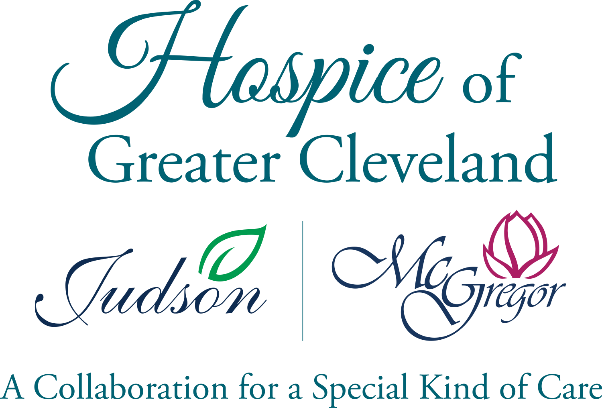 Hospice of
Greater Cleveland
Judson
McGregor
A Collaboration for a Special Kind of Care